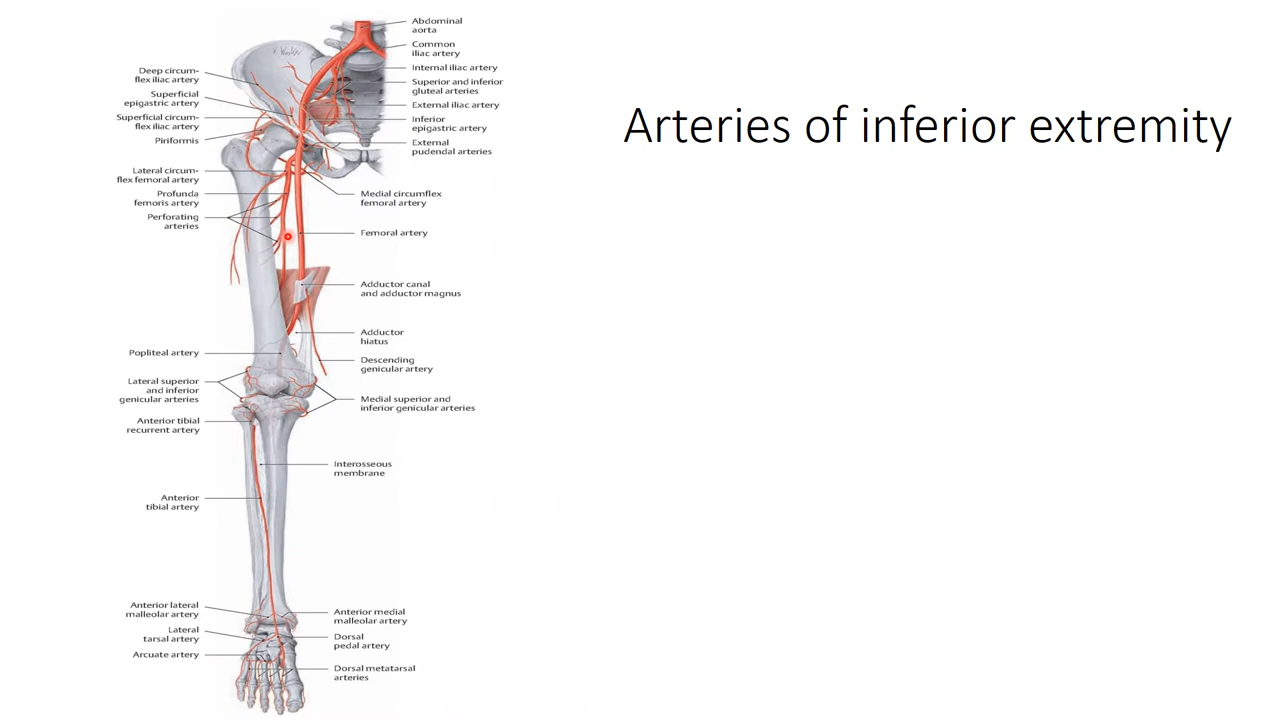 Arteries of inferior extremity
Abdominal
aorta
Common
iliac artery
Internal iliac artery
Superior and inferior
gluteal arteries
External iliac artery
Inferior
epigastric artery
External
pudendal arteries
Medial circumflex
femoral artery
Femoral artery
Adductor canal
and adductor magnus
Adductor
hiatus
Descending
genicular artery
Medial superior and
inferior genicular arteries
Interosseous
membrane
Anterior medial
malleolar artery
Dorsal
pedal artery
Dorsal metatarsal
arteries
Deep circum-
flex iliac artery
Superficial
epigastric artery
Superficial circum-
flex iliac artery
Piriformis
Lateral circum-
flex femoral artery
Profunda
femoris artery
Perforating
arteries
Popliteal artery
Lateral superior
and inferior
genicular arteries
Anterior tibial
recurrent artery
Anterior
tibial artery
Anterior lateral
malleolar artery
Lateral
tarsal artery
Arcuate artery